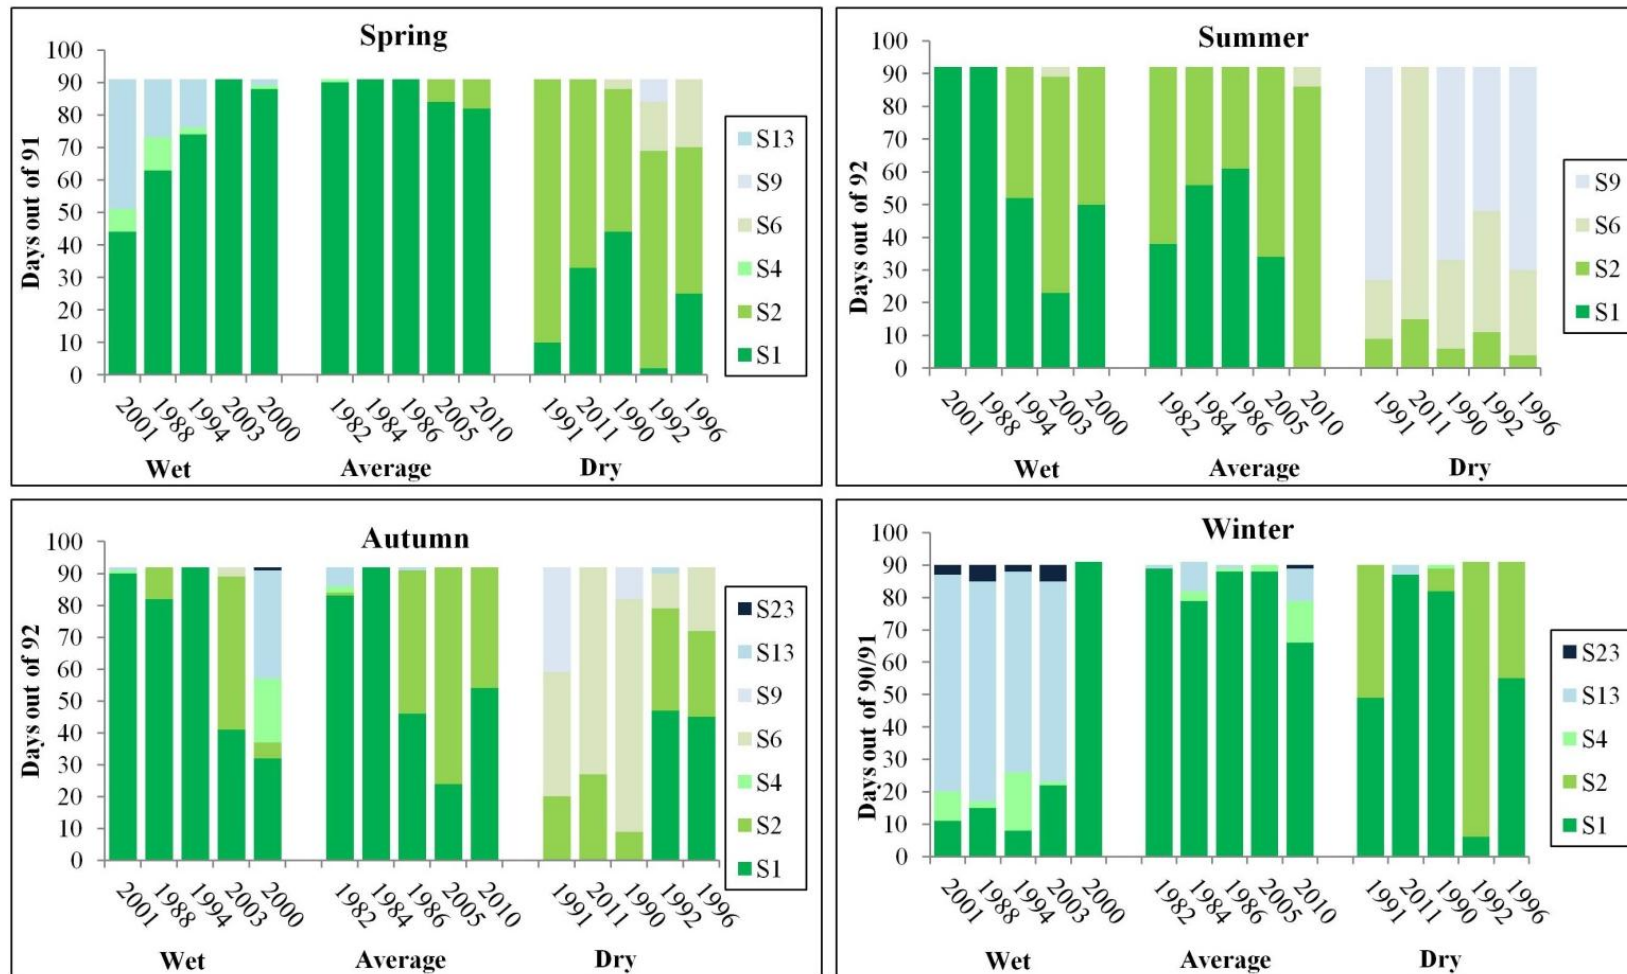 Spring
Days out of 91
100
90
80
70
60
50
40
30
20
10
0
S13
S9
S6
S4
S2
S1
2001 1988 1994 2003 2000 1982 1984 1986 2005 2010 1991 2011 1990 1992 1996
Wet Average Dry
Summer
Days out of 92
100
90
80
70
60
50
40
30
20
10
0
S9
S6
S2
S1
2001 1988 1994 2003 2000 1982 1984 1986 2005 2010 1991 2011 1990 1992 1996
Wet Average Dry
Autumn
Days out of 92
100
90
80
70
60
50
40
30
20
10
0
S23
S13
S9
S6
S4
S2
S1
2001 1988 1994 2003 2000 1982 1984 1986 2005 2010 1991 2011 1990 1992 1996
Wet Average Dry
Winter
Days out of 90/91
100
90
80
70
60
50
40
30
20
10
0
S23
S13
S4
S2
S1
2001 1988 1994 2003 2000 1982 1984 1986 2005 2010 1991 2011 1990 1992 1996
Wet Average Dry